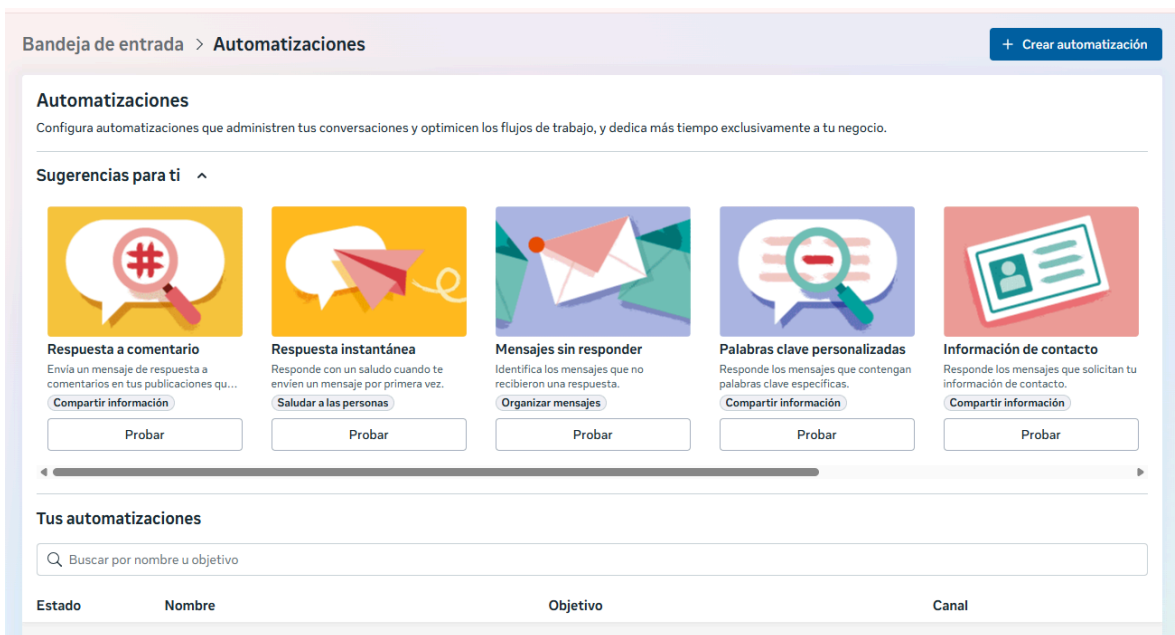 Bandeja de entrada > Automatizaciones
+ Crear automatización
Automatizaciones
Configura automatizaciones que administren tus conversaciones y optimicen los flujos de trabajo, y dedica más tiempo exclusivamente a tu negocio.
Sugerencias para ti
Respuesta a comentario
Envía un mensaje de respuesta a
comentarios en tus publicaciones qu...
Compartir información
Probar
Respuesta instantánea
Responde con un saludo cuando te
envíen un mensaje por primera vez.
Saludar a las personas
Probar
Mensajes sin responder
Identifica los mensajes que no
recibieron una respuesta.
Organizar mensajes
Probar
Palabras clave personalizadas
Responde los mensajes que contengan
palabras clave específicas.
Compartir información
Probar
Información de contacto
Responde los mensajes que solicitan tu
información de contacto.
Compartir información
Probar
Tus automatizaciones
Buscar por nombre u objetivo
Estado Nombre Objetivo Canal